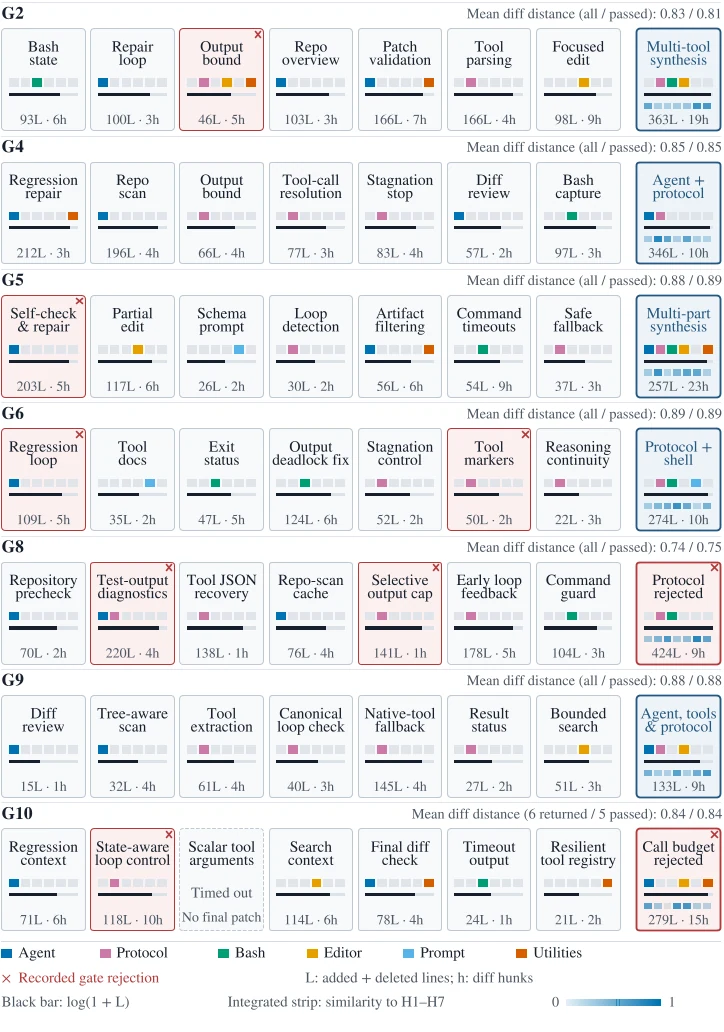 G2 Mean diff distance (all / passed): 0.83 / 0.81
Bash state
Repair loop
Output bound ×
Repo overview
Patch validation
Tool parsing
Focused edit
Multi-tool synthesis
93L · 6h 100L · 3h 46L · 5h 103L · 3h 166L · 7h 166L · 4h 98L · 9h 363L · 19h
G4 Mean diff distance (all / passed): 0.85 / 0.85
Regression repair
Repo scan
Output bound
Tool-call resolution
Stagnation stop
Diff review
Bash capture
Agent + protocol
212L · 3h 196L · 4h 66L · 4h 77L · 3h 83L · 4h 57L · 2h 97L · 3h 346L · 10h
G5 Mean diff distance (all / passed): 0.88 / 0.89
Self-check & repair ×
Partial edit
Schema prompt
Loop detection
Artifact filtering
Command timeouts
Safe fallback
Multi-part synthesis
203L · 5h 117L · 6h 26L · 2h 30L · 2h 56L · 6h 54L · 9h 37L · 3h 257L · 23h
G6 Mean diff distance (all / passed): 0.89 / 0.89
Regression loop ×
Tool docs
Exit status
Output deadlock fix
Stagnation control
Tool markers ×
Reasoning continuity
Protocol + shell
109L · 5h 35L · 2h 47L · 5h 124L · 6h 52L · 2h 50L · 2h 22L · 3h 274L · 10h
G8 Mean diff distance (all / passed): 0.74 / 0.75
Repository precheck
Test-output diagnostics ×
Tool JSON recovery
Repo-scan cache
Selective output cap ×
Early loop feedback
Command guard
Protocol rejected ×
70L · 2h 220L · 4h 138L · 1h 76L · 4h 141L · 1h 178L · 5h 104L · 3h 424L · 9h
G9 Mean diff distance (all / passed): 0.88 / 0.88
Diff review
Tree-aware scan
Tool extraction
Canonical loop check
Native-tool fallback
Result status
Bounded search
Agent, tools & protocol
15L · 1h 32L · 4h 61L · 4h 40L · 3h 145L · 4h 27L · 2h 51L · 3h 133L · 9h
G10 Mean diff distance (6 returned / 5 passed): 0.84 / 0.84
Regression context
State-aware loop control ×
Scalar tool arguments
Search context
Final diff check
Timeout output
Resilient tool registry
Call budget rejected ×
Timed out
71L · 6h 118L · 10h No final patch 114L · 6h 78L · 4h 24L · 1h 21L · 2h 279L · 15h
Agent Protocol Bash Editor Prompt Utilities
× Recorded gate rejection L: added + deleted lines; h: diff hunks
Black bar: log(1 + L) Integrated strip: similarity to H1–H7 0 1